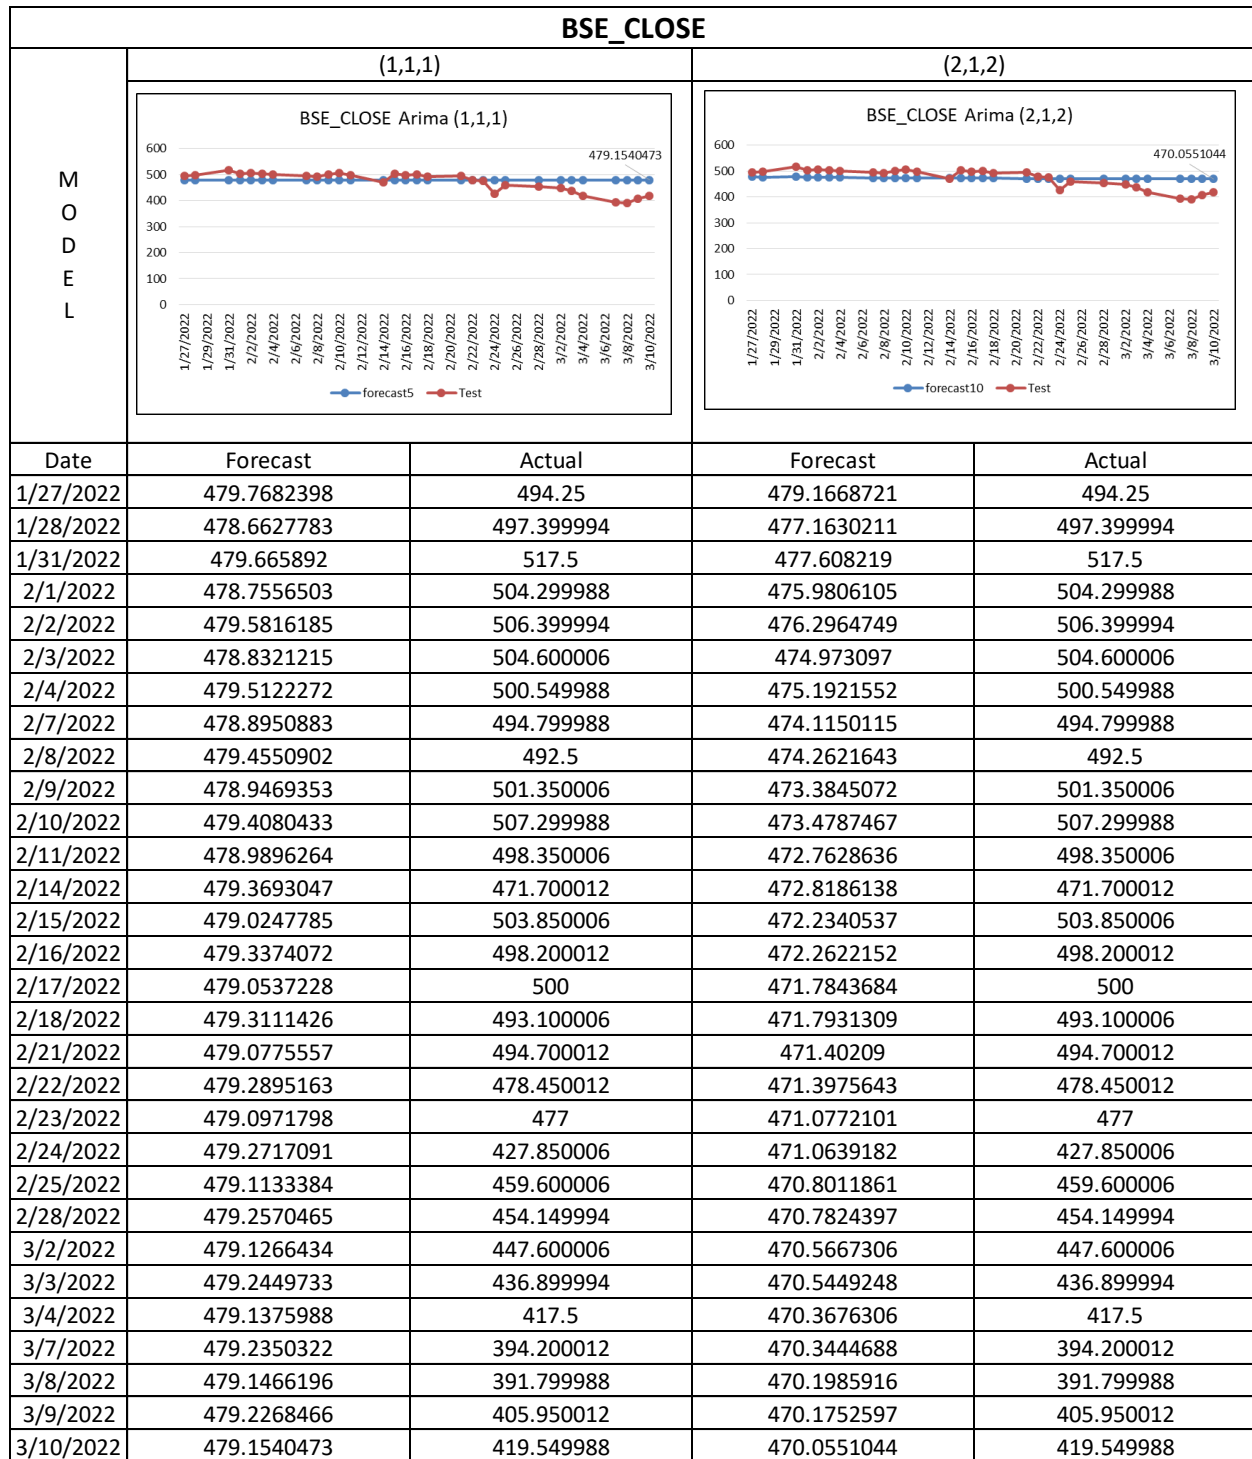 BSE_CLOSE
M
O
D
E
L
(1,1,1)
(2,1,2)
BSE_CLOSE Arima (1,1,1)
600
500
400
300
200
100
0
479.1540473
1/27/2022
1/29/2022
1/31/2022
2/2/2022
2/4/2022
2/6/2022
2/8/2022
2/10/2022
2/12/2022
2/14/2022
2/16/2022
2/18/2022
2/20/2022
2/22/2022
2/24/2022
2/26/2022
2/28/2022
3/2/2022
3/4/2022
3/6/2022
3/8/2022
3/10/2022
forecast5 Test
BSE_CLOSE Arima (2,1,2)
600
500
400
300
200
100
0
470.0551044
1/27/2022
1/29/2022
1/31/2022
2/2/2022
2/4/2022
2/6/2022
2/8/2022
2/10/2022
2/12/2022
2/14/2022
2/16/2022
2/18/2022
2/20/2022
2/22/2022
2/24/2022
2/26/2022
2/28/2022
3/2/2022
3/4/2022
3/6/2022
3/8/2022
3/10/2022
forecast10 Test
Date Forecast Actual Forecast Actual
1/27/2022 479.7682398 494.25 479.1668721 494.25
1/28/2022 478.6627783 497.399994 477.1630211 497.399994
1/31/2022 479.665892 517.5 477.608219 517.5
2/1/2022 478.7556503 504.299988 475.9806105 504.299988
2/2/2022 479.5816185 506.399994 476.2964749 506.399994
2/3/2022 478.8321215 504.600006 474.973097 504.600006
2/4/2022 479.5122272 500.549988 475.1921552 500.549988
2/7/2022 478.8950883 494.799988 474.1150115 494.799988
2/8/2022 479.4550902 492.5 474.2621643 492.5
2/9/2022 478.9469353 501.350006 473.3845072 501.350006
2/10/2022 479.4080433 507.299988 473.4787467 507.299988
2/11/2022 478.9896264 498.350006 472.7628636 498.350006
2/14/2022 479.3693047 471.700012 472.8186138 471.700012
2/15/2022 479.0247785 503.850006 472.2340537 503.850006
2/16/2022 479.3374072 498.200012 472.2622152 498.200012
2/17/2022 479.0537228 500 471.7843684 500
2/18/2022 479.3111426 493.100006 471.7931309 493.100006
2/21/2022 479.0775557 494.700012 471.40209 494.700012
2/22/2022 479.2895163 478.450012 471.3975643 478.450012
2/23/2022 479.0971798 477 471.0772101 477
2/24/2022 479.2717091 427.850006 471.0639182 427.850006
2/25/2022 479.1133384 459.600006 470.8011861 459.600006
2/28/2022 479.2570465 454.149994 470.7824397 454.149994
3/2/2022 479.1266434 447.600006 470.5667306 447.600006
3/3/2022 479.2449733 436.899994 470.5449248 436.899994
3/4/2022 479.1375988 417.5 470.3676306 417.5
3/7/2022 479.2350322 394.200012 470.3444688 394.200012
3/8/2022 479.1466196 391.799988 470.1985916 391.799988
3/9/2022 479.2268466 405.950012 470.1752597 405.950012
3/10/2022 479.1540473 419.549988 470.0551044 419.549988